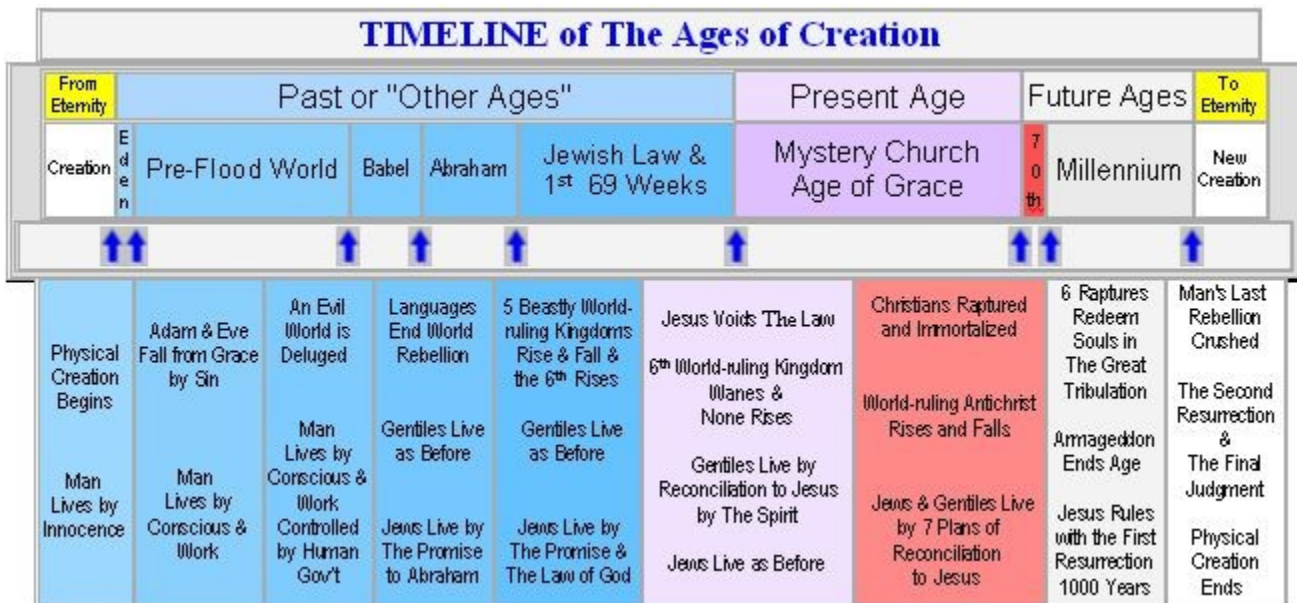 TIMELINE of The Ages of Creation
From
Eternity
Past or "Other Ages"
Present Age
Future Ages
To
Eternity
Creation
Eden
Pre-Flood World
Babel
Abraham
Jewish Law &
1st 69 Weeks
Mystery Church
Age of Grace
70th
Millennium
New
Creation
Physical
Creation
Begins
Man
Lives by
Innocence
Adam & Eve
Fall from Grace
by Sin
Man
Lives by
Conscious &
Work
An Evil
World is
Deluged
Man
Lives by
Conscious &
Work
Controlled
by Human
Gov't
Languages
End World
Rebellion
Gentiles Live
as Before
Jews Live by
The Promise
to Abraham
5 Beastly World-
ruling Kingdoms
Rise & Fall &
the 6th Rises
Gentiles Live
as Before
Jews Live by
The Promise &
The Law of God
Jesus Voids The Law
6th World-ruling Kingdom
Wanes &
None Rises
Gentiles Live by
Reconciliation to Jesus
by The Spirit
Jews Live as Before
Christians Raptured
and Immortalized
World-ruling Antichrist
Rises and Falls
Jews & Gentiles Live
by 7 Plans of
Reconciliation
to Jesus
6 Raptures
Redeem
Souls in
The Great
Tribulation
Armageddon
Ends Age
Jesus Rules
with the First
Resurrection
1000 Years
Man's Last
Rebellion
Crushed
The Second
Resurrection
&
The Final
Judgment
Physical
Creation
Ends